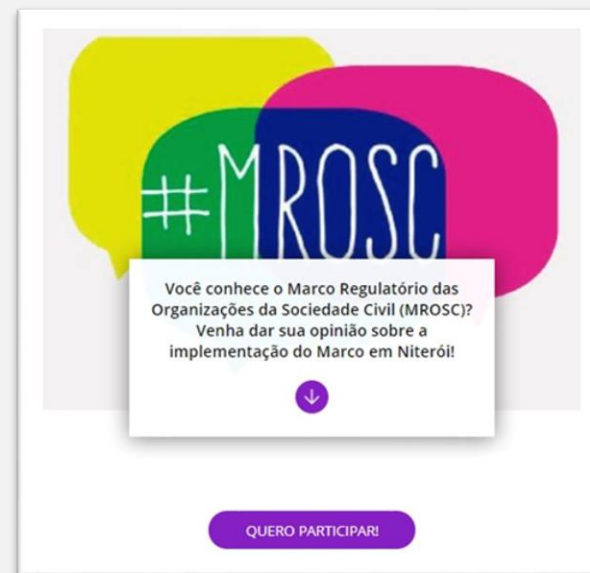 #MROSC
Você conhece o Marco Regulatório das
Organizações da Sociedade Civil (MROSC)?
Venha dar sua opinião sobre a
implementação do Marco em Niterói!
QUERO PARTICIPAR!